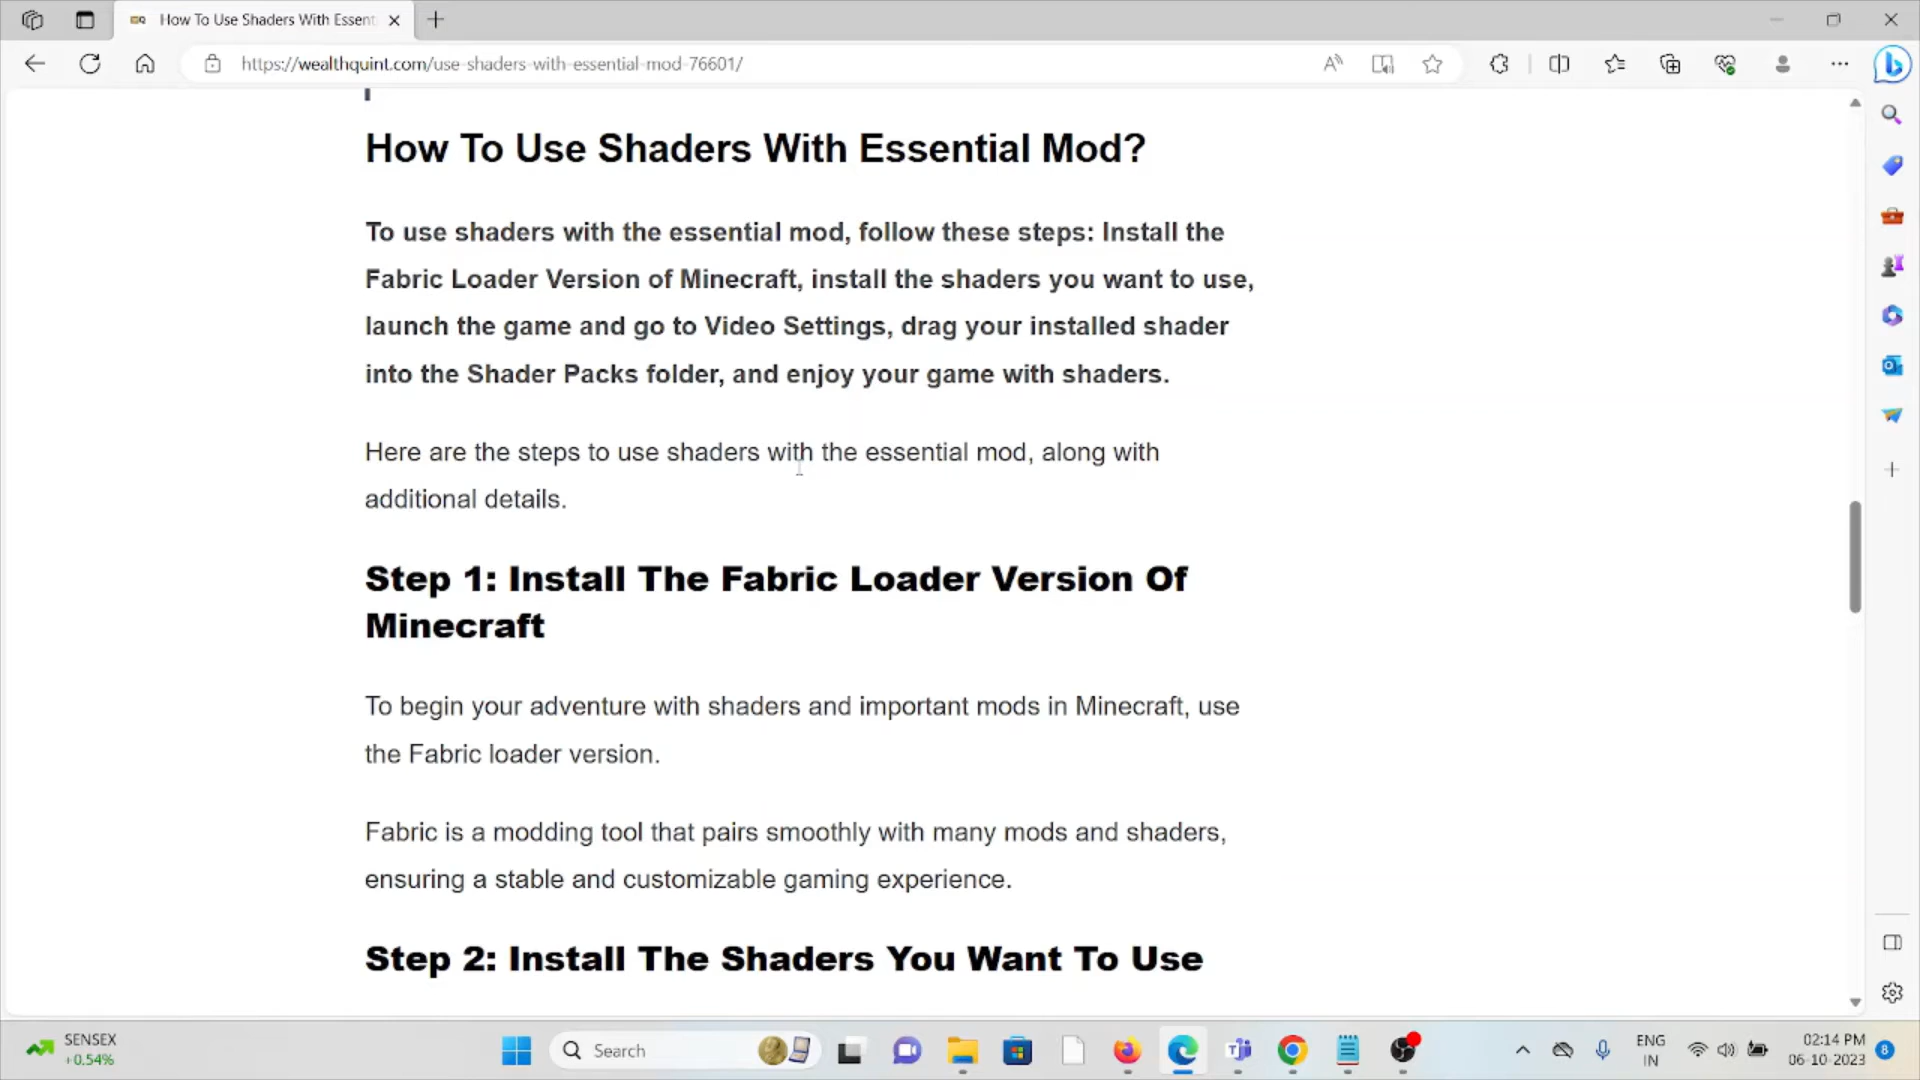 How To Use Shaders With Essent
https://wealthquint.com/use-shaders-with-essential-mod-76601/
How To Use Shaders With Essential Mod?
To use shaders with the essential mod, follow these steps: Install the
Fabric Loader Version of Minecraft, install the shaders you want to use,
launch the game and go to Video Settings, drag your installed shader
into the Shader Packs folder, and enjoy your game with shaders.
Here are the steps to use shaders with the essential mod, along with
additional details.
Step 1: Install The Fabric Loader Version Of
Minecraft
To begin your adventure with shaders and important mods in Minecraft, use
the Fabric loader version.
Fabric is a modding tool that pairs smoothly with many mods and shaders,
ensuring a stable and customizable gaming experience.
Step 2: Install The Shaders You Want To Use
SENSEX
+0.54%
Search
ENG
IN
02:14 PM
06-10-2023
8